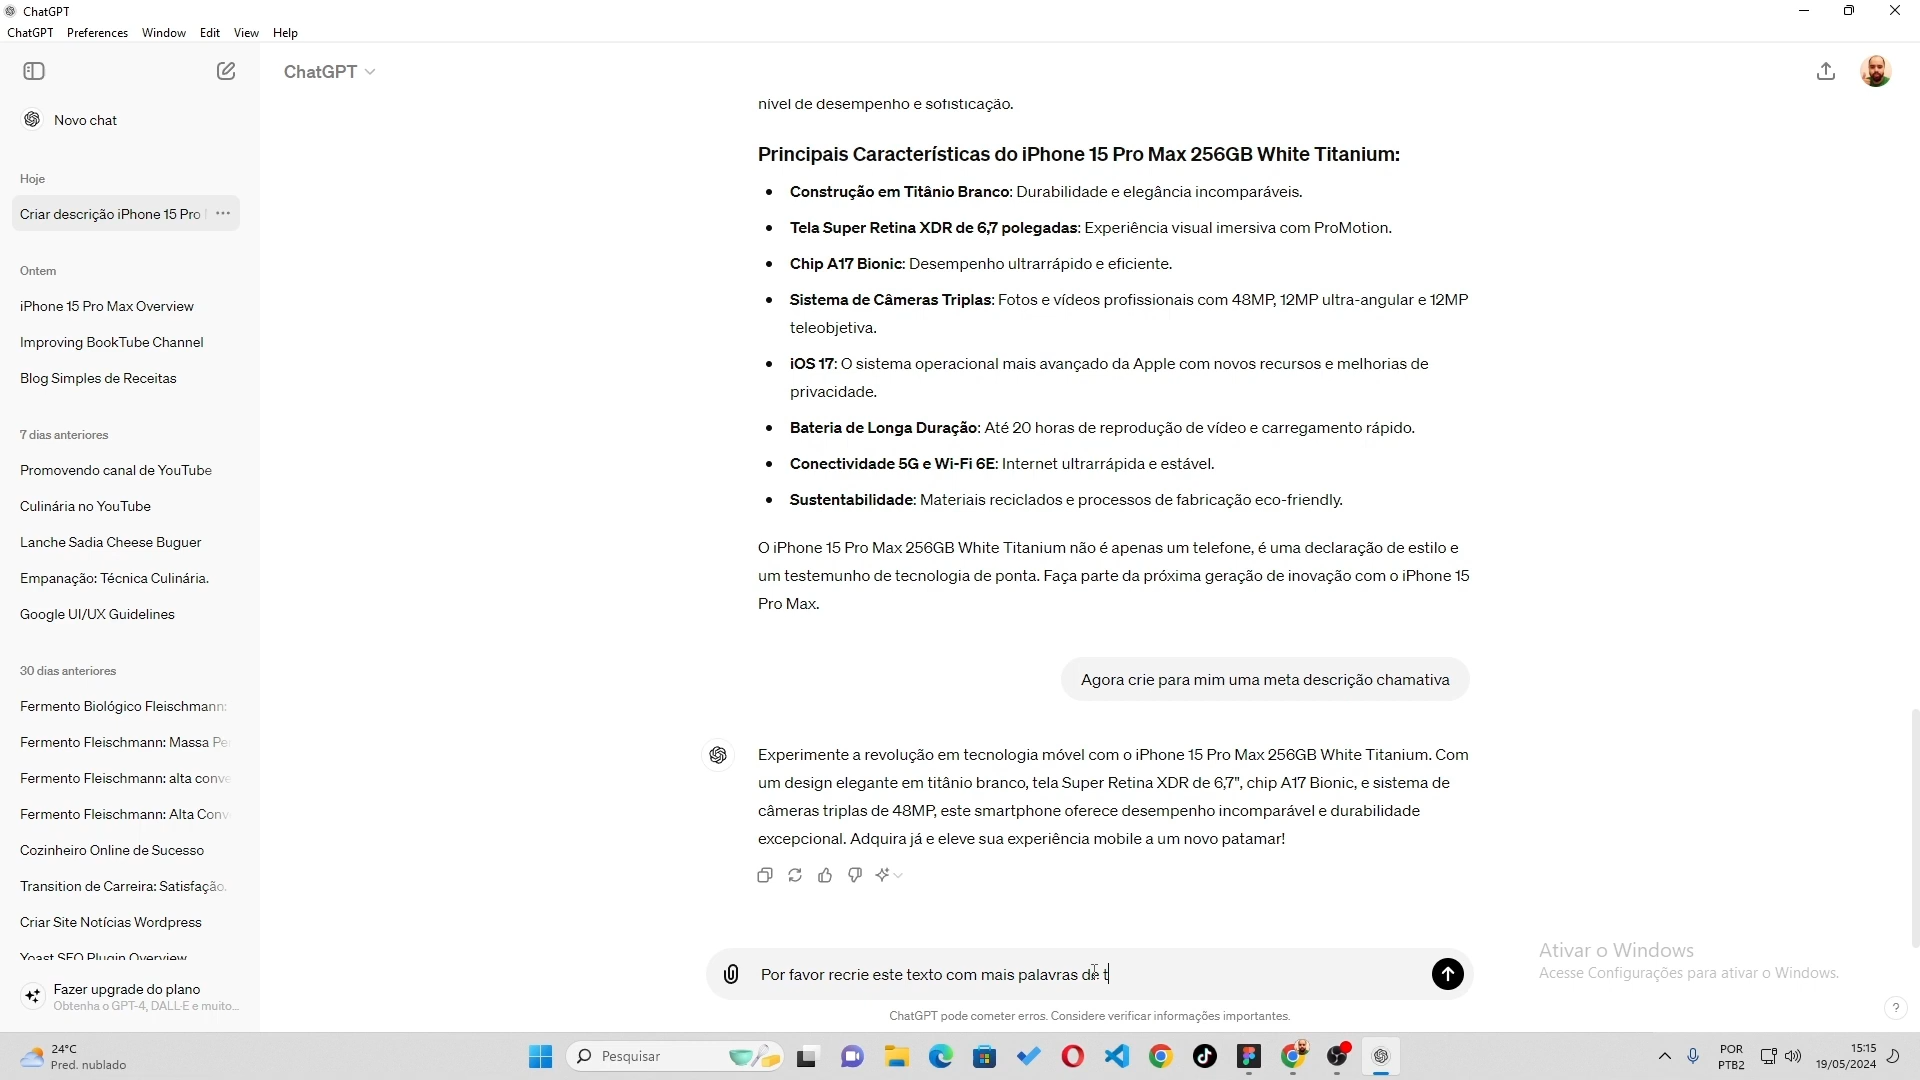 ChatGPT
ChatGPT Preferences Window Edit View Help
ChatGPT
Novo chat
Hoje
Criar descrição iPhone 15 Pro
Ontem
iPhone 15 Pro Max Overview
Improving BookTube Channel
Blog Simples de Receitas
7 dias anteriores
Promovendo canal de YouTube
Culinária no YouTube
Lanche Sadia Cheese Buguer
Empanação: Técnica Culinária.
Google UI/UX Guidelines
30 dias anteriores
Fermento Biológico Fleischmann:
Fermento Fleischmann: Massa Pe
Fermento Fleischmann: alta conve
Fermento Fleischmann: Alta Conv
Cozinheiro Online de Sucesso
Transition de Carreira: Satisfação.
Criar Site Notícias Wordpress
Yoast SEO Plugin Overview
Fazer upgrade do plano
Obtenha o GPT-4, DALL·E e muito...
nível de desempenho e sofisticação.
Principais Características do iPhone 15 Pro Max 256GB White Titanium:
• Construção em Titânio Branco: Durabilidade e elegância incomparáveis.
• Tela Super Retina XDR de 6,7 polegadas: Experiência visual imersiva com ProMotion.
• Chip A17 Bionic: Desempenho ultrarrápido e eficiente.
• Sistema de Câmeras Triplas: Fotos e vídeos profissionais com 48MP, 12MP ultra-angular e 12MP
teleobjetiva.
• iOS 17: O sistema operacional mais avançado da Apple com novos recursos e melhorias de
privacidade.
• Bateria de Longa Duração: Até 20 horas de reprodução de vídeo e carregamento rápido.
• Conectividade 5G e Wi-Fi 6E: Internet ultrarrápida e estável.
• Sustentabilidade: Materiais reciclados e processos de fabricação eco-friendly.
O iPhone 15 Pro Max 256GB White Titanium não é apenas um telefone, é uma declaração de estilo e
um testemunho de tecnologia de ponta. Faça parte da próxima geração de inovação com o iPhone 15
Pro Max.
Agora crie para mim uma meta descrição chamativa
Experimente a revolução em tecnologia móvel com o iPhone 15 Pro Max 256GB White Titanium. Com
um design elegante em titânio branco, tela Super Retina XDR de 6,7", chip A17 Bionic, e sistema de
câmeras triplas de 48MP, este smartphone oferece desempenho incomparável e durabilidade
excepcional. Adquira já e eleve sua experiência mobile a um novo patamar!
Por favor recrie este texto com mais palavras de t
ChatGPT pode cometer erros. Considere verificar informações importantes.
Ativar o Windows
Acesse Configurações para ativar o Windows.
?
24°C
Pred. nublado
Pesquisar
POR
PTB2
15:15
19/05/2024